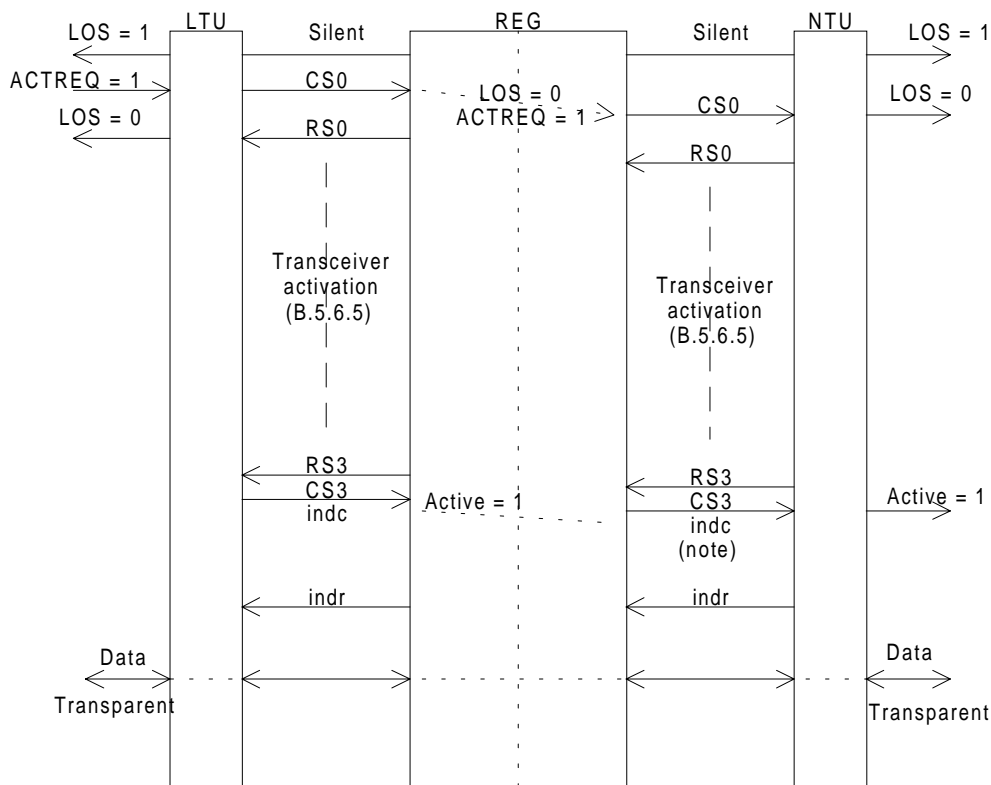 LTU
REG
NTU
LOS = 1
Silent
Silent
LOS = 1
ACTREQ = 1
CS0
LOS = 0
ACTREQ = 1
CS0
LOS = 0
LOS = 0
RS0
RS0
Transceiver
activation
(B.5.6.5)
Transceiver
activation
(B.5.6.5)
RS3
CS3
indc
Active = 1
RS3
CS3
indc
(note)
Active = 1
indr
indr
Data
Transparent
Data
Transparent